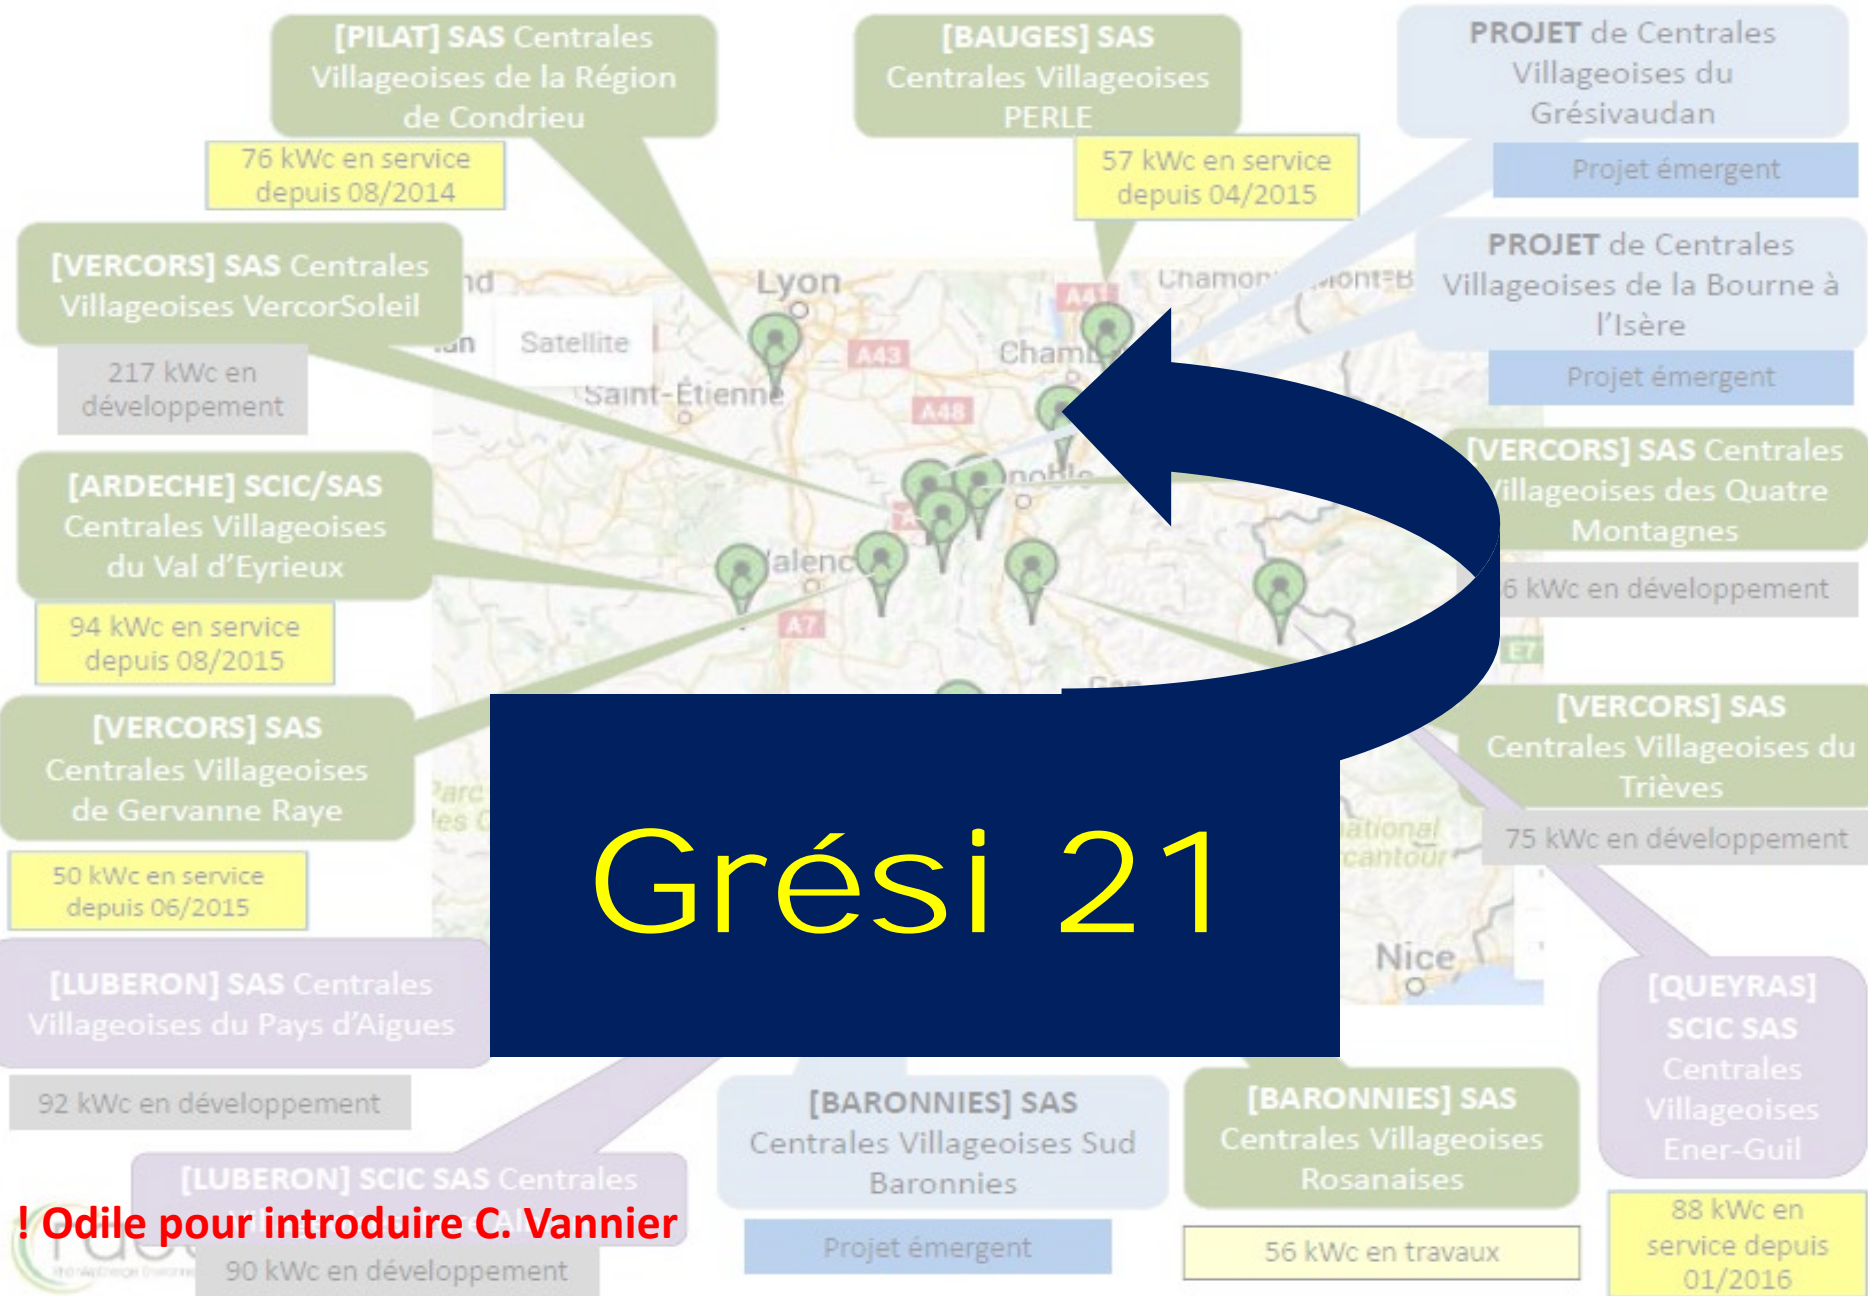 [PILAT] SAS Centrales
Villageoises de la Région
de Condrieu
76 kWc en service
depuis 08/2014
[BAUGES] SAS
Centrales Villageoises
PERLE
57 kWc en service
depuis 04/2015
PROJET de Centrales
Villageoises du
Grésivaudan
Projet émergent
PROJET de Centrales
Villageoises de la Bourne à
l'Isère
Projet émergent
[VERCORS] SAS Centrales
Villageoises VercorSoleil
217 kWc en
développement
Lyon
Satellite
A41
A43
Saint-Étienne
A48
A7
E7
Nice
[ARDECHE] SCIC/SAS
Centrales Villageoises
du Val d'Eyrieux
94 kWc en service
depuis 08/2015
[VERCORS] SAS Centrales
Villageoises des Quatre
Montagnes
6 kWc en développement
[VERCORS] SAS
Centrales Villageoises
de Gervanne Raye
50 kWc en service
depuis 06/2015
[VERCORS] SAS
Centrales Villageoises du
Trièves
75 kWc en développement
Grési 21
[LUBERON] SAS Centrales
Villageoises du Pays d'Aigues
92 kWc en développement
[QUEYRAS]
SCIC SAS
Centrales
Villageoises
Ener-Guil
88 kWc en
service depuis
01/2016
[LUBERON] SCIC SAS Centrales
! Odile pour introduire C. Vannier
90 kWc en développement
[BARONNIES] SAS
Centrales Villageoises Sud
Baronnies
Projet émergent
[BARONNIES] SAS
Centrales Villageoises
Rosanaises
56 kWc en travaux